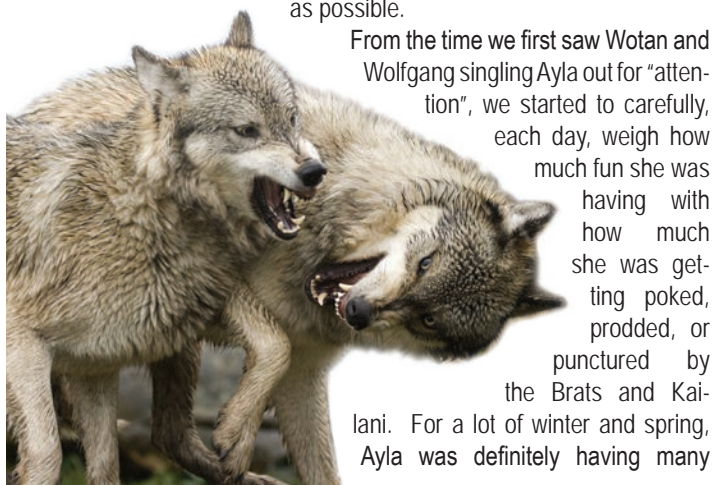 as possible.
From the time we first saw Wotan and
Wolfgang singling Ayla out for “atten-
tion”, we started to carefully,
each day, weigh how
much fun she was
having with
how much
she was get-
ting poked,
prodded, or
punctured by
the Brats and Kai-
lani. For a lot of winter and spring,
Ayla was definitely having many